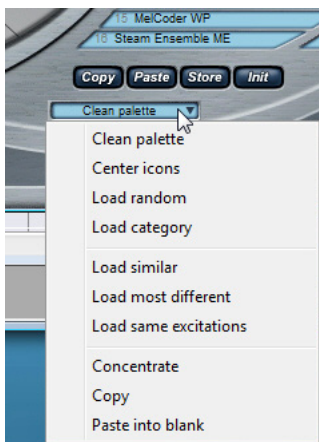 15 MelCoder WP
16 Steam Ensemble ME
Copy Paste Store Init
Clean palette
Clean palette
Center icons
Load random
Load category
Load similar
Load most different
Load same excitations
Concentrate
Copy
Paste into blank